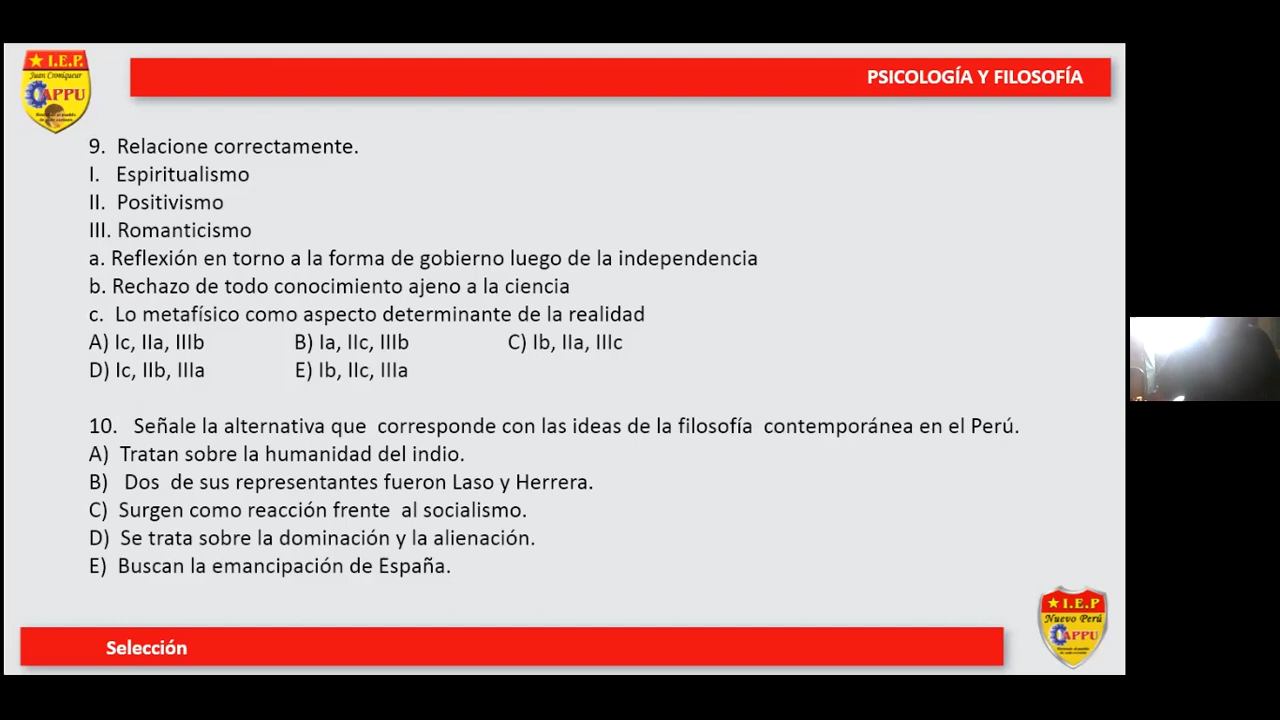 ★ I.E.P.
Juan Croniqueur
CAPPU
PSICOLOGÍA Y FILOSOFÍA
9. Relacione correctamente.
I. Espiritualismo
II. Positivismo
III. Romanticismo
a. Reflexión en torno a la forma de gobierno luego de la independencia
b. Rechazo de todo conocimiento ajeno a la ciencia
c. Lo metafísico como aspecto determinante de la realidad
A) Ic, IIa, IIIb B) Ia, IIc, IIIb C) Ib, IIa, IIIc
D) Ic, IIb, IIIa E) Ib, IIc, IIIa
10. Señale la alternativa que corresponde con las ideas de la filosofía contemporánea en el Perú.
A) Tratan sobre la humanidad del indio.
B) Dos de sus representantes fueron Laso y Herrera.
C) Surgen como reacción frente al socialismo.
D) Se trata sobre la dominación y la alienación.
E) Buscan la emancipación de España.
★ I.E.P
Nuevo Perú
CAPPU
Selección